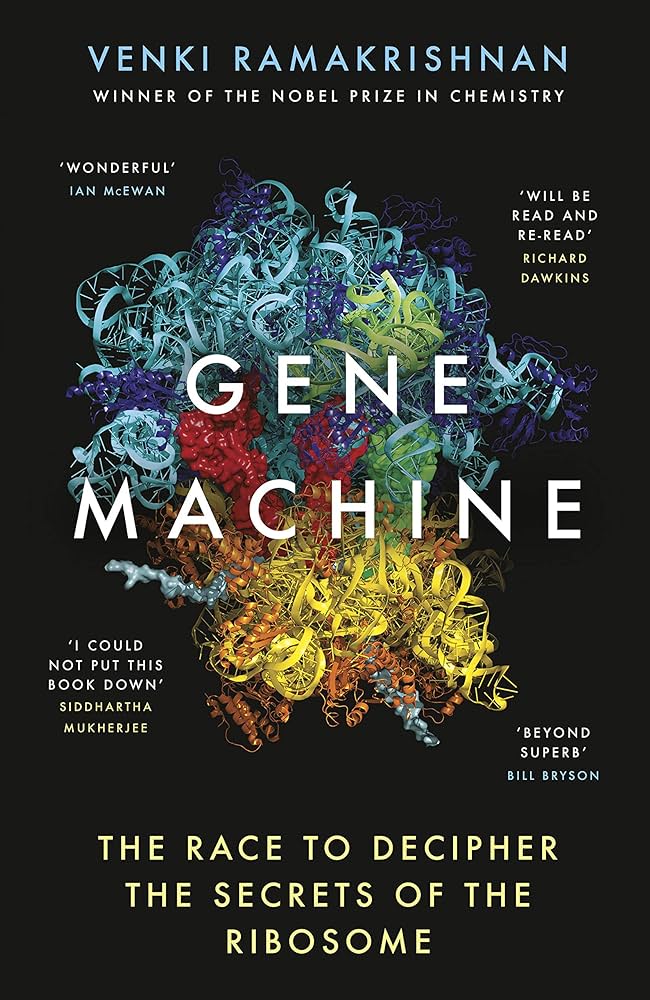 VENKI RAMAKRISHNAN
WINNER OF THE NOBEL PRIZE IN CHEMISTRY
‘WONDERFUL’
IAN McEWAN
‘WILL BE
READ AND
RE-READ’
RICHARD
DAWKINS
GENE
MACHINE
‘I COULD
NOT PUT THIS
BOOK DOWN’
SIDDHARTHA
MUKHERJEE
‘BEYOND
SUPERB’
BILL BRYSON
THE RACE TO DECIPHER
THE SECRETS OF THE
RIBOSOME